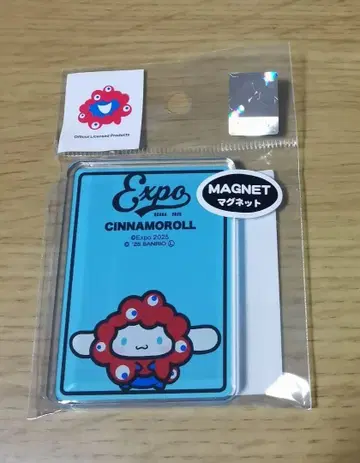 Official Licensed Products
MAGNET
マグネット
Expo
OSAKA 2025
CINNAMOROLL
©Expo 2025
© '25 SANRIO Ⓛ